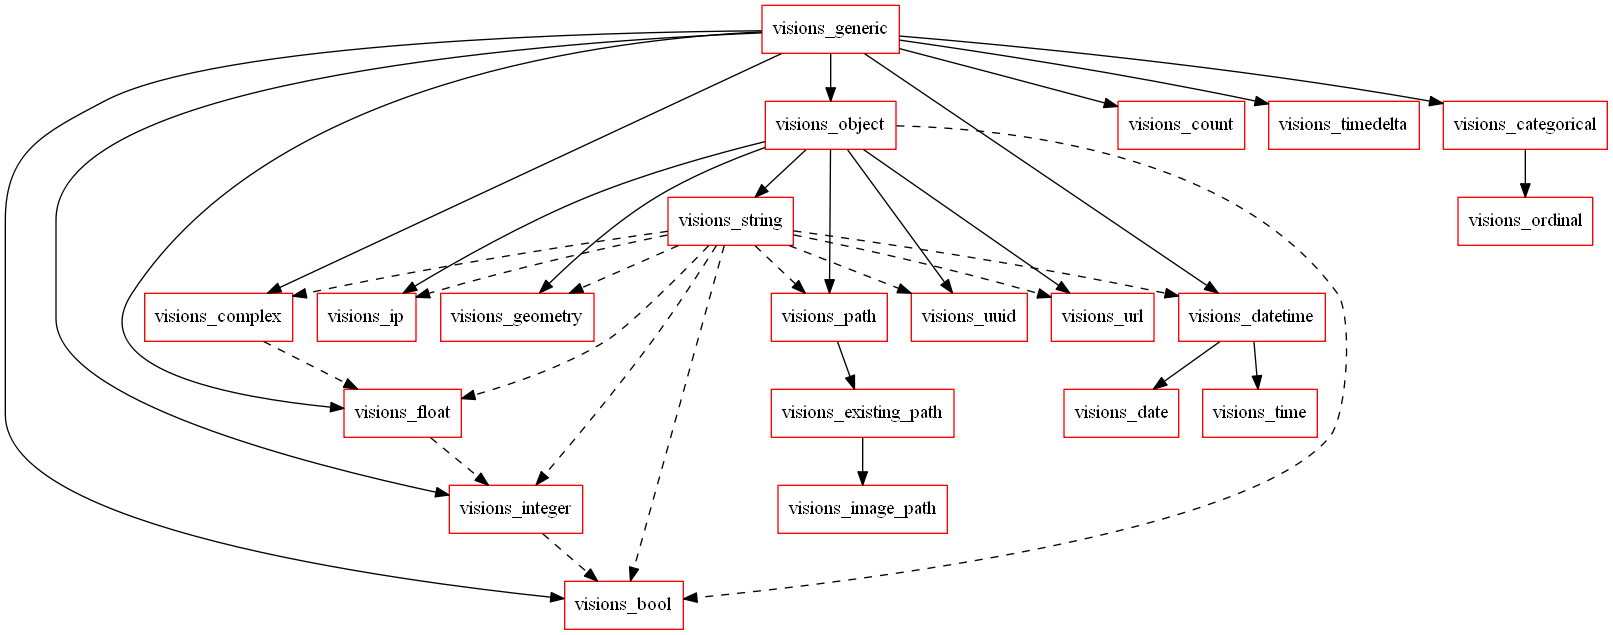 visions_generic
visions_object
visions_count
visions_timedelta
visions_categorical
visions_string
visions_ordinal
visions_complex
visions_ip
visions_geometry
visions_path
visions_uuid
visions_url
visions_datetime
visions_float
visions_existing_path
visions_date
visions_time
visions_integer
visions_image_path
visions_bool